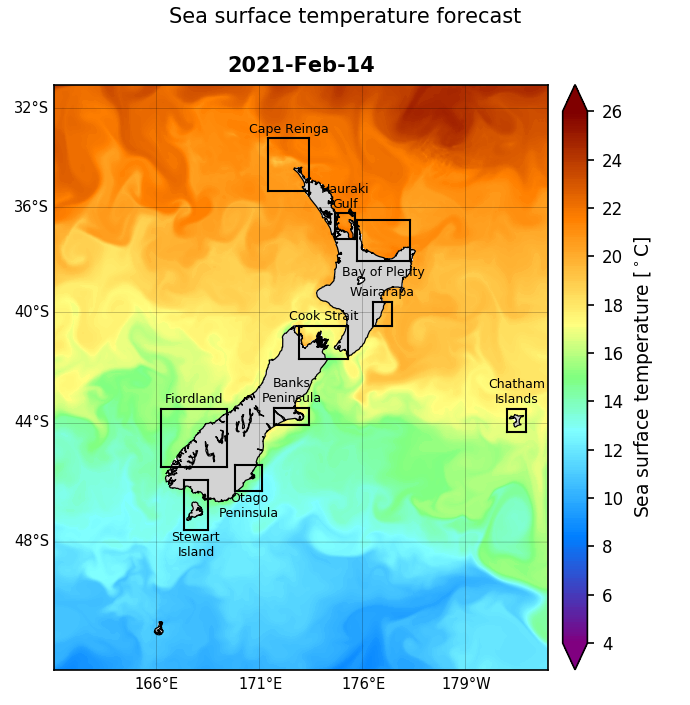 Sea surface temperature forecast
2021-Feb-14
32°S
36°S
40°S
44°S
48°S
166°E
171°E
176°E
179°W
Cape Reinga
Hauraki
Gulf
Bay of Plenty
Wairarapa
Cook Strait
Banks
Peninsula
Fiordland
Chatham
Islands
Otago
Peninsula
Stewart
Island
26
24
22
20
18
16
14
12
10
8
6
4
Sea surface temperature [°C]